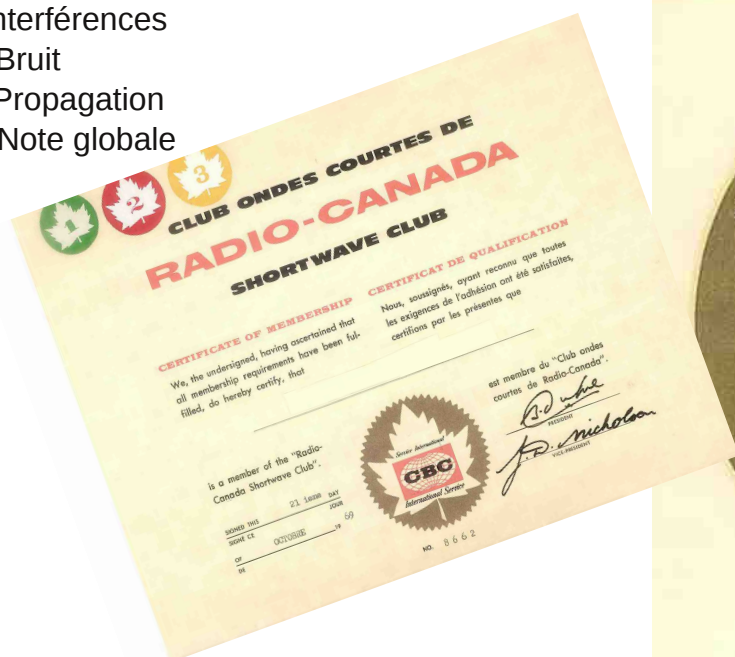 nterférences
Bruit
Propagation
Note globale
1 2 3
CLUB ONDES COURTES DE
RADIO-CANADA
SHORTWAVE CLUB
CERTIFICATE OF MEMBERSHIP
We, the undersigned, having ascertained that
all membership requirements have been ful-
filled, do hereby certify, that
CERTIFICAT DE QUALIFICATION
Nous, soussignés, ayant reconnu que toutes
les exigences de l'adhésion ont été satisfaites,
certifions par les présentes que
is a member of the "Radio-
Canada Shortwave Club".
est membre du "Club ondes
courtes de Radio-Canada".
PRESIDENT
J.D. Nicholson
VICE-PRESIDENT
Service International
CBC
International Service
SIGNED THIS 21 DAY
SIGNÉ CE JOUR
OF OCTOBRE 19 69
DE
NO. 8662